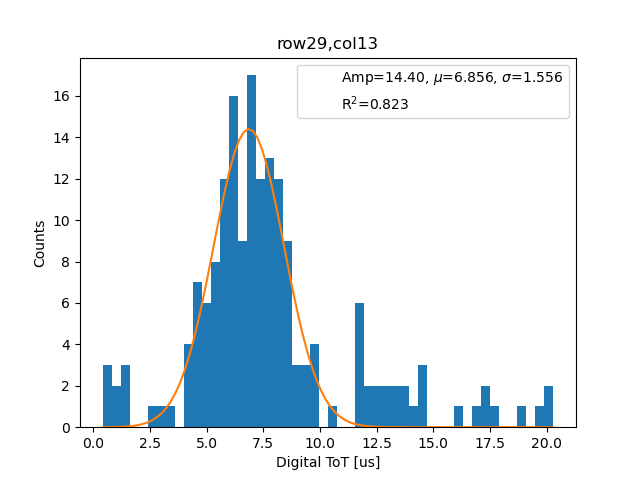 row29,col13
Amp=14.40, μ=6.856, σ=1.556
R²=0.823
16
14
12
10
8
6
4
2
0
Counts
0.0 2.5 5.0 7.5 10.0 12.5 15.0 17.5 20.0
Digital ToT [us]